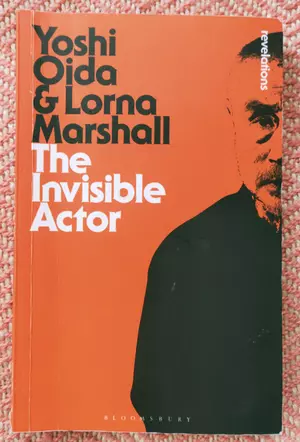 Yoshi
Oida
& Lorna
Marshall
The
Invisible
Actor
revelations
BLOOMSBURY